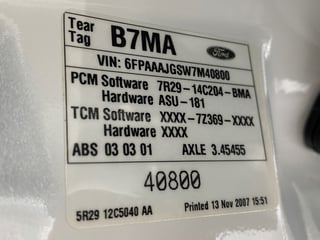 Tear
Tag B7MA Ford
VIN: 6FPAAAJGSW7M40800
PCM Software 7R29-14C204-BMA
Hardware ASU-181
TCM Software XXXX-7Z369-XXXX
Hardware XXXX
ABS 03 03 01 AXLE 3.45455
40800
5R29 12C5040 AA Printed 13 Nov 2007 15:51